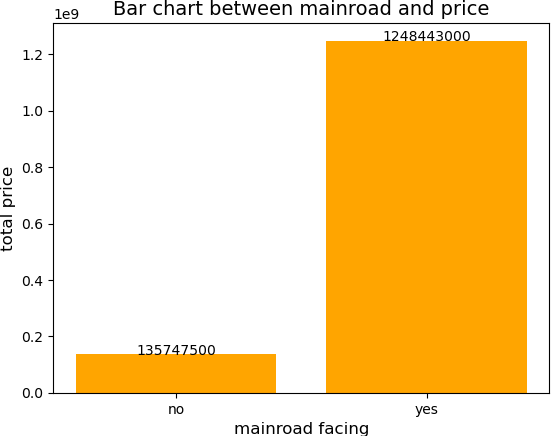 Bar chart between mainroad and price
1e9
1248443000
1.2
1.0
0.8
total price
0.6
0.4
135747500
0.2
0.0
no yes
mainroad facing